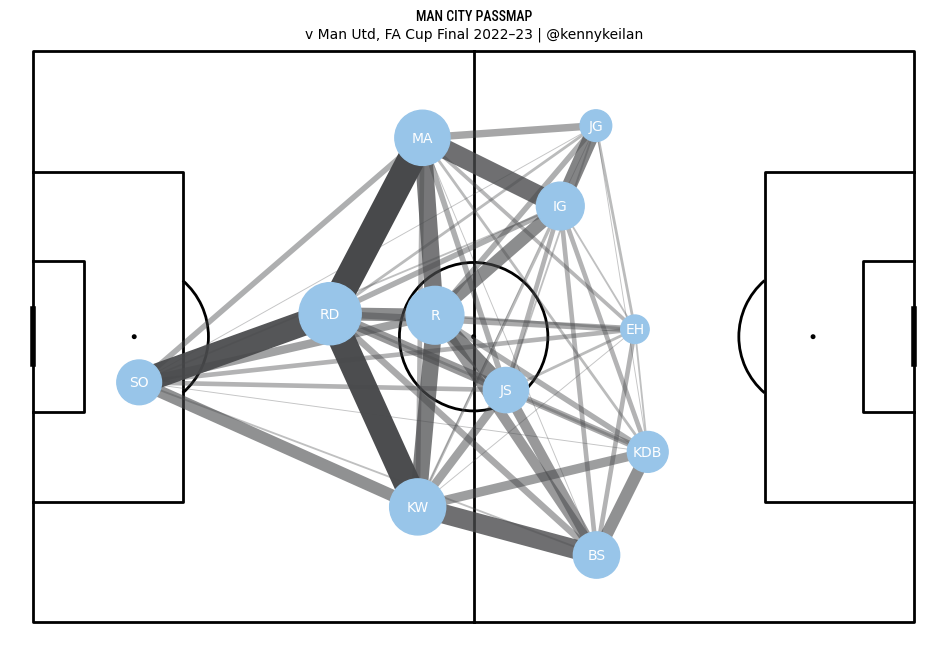 MAN CITY PASSMAP
v Man Utd, FA Cup Final 2022–23 | @kennykeilan
JG
MA
IG
RD
R
EH
SO
JS
KDB
KW
BS